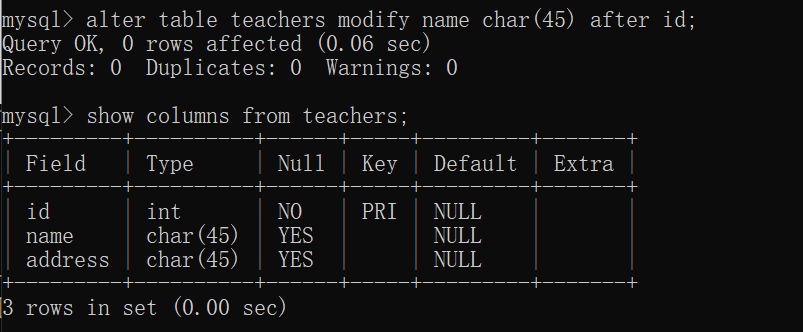 mysql> alter table teachers modify name char(45) after id;
Query OK, 0 rows affected (0.06 sec)
Records: 0  Duplicates: 0  Warnings: 0

mysql> show columns from teachers;
+---------+----------+------+-----+---------+-------+
| Field   | Type     | Null | Key | Default | Extra |
+---------+----------+------+-----+---------+-------+
| id      | int      | NO   | PRI | NULL    |       |
| name    | char(45) | YES  |     | NULL    |       |
| address | char(45) | YES  |     | NULL    |       |
+---------+----------+------+-----+---------+-------+
3 rows in set (0.00 sec)